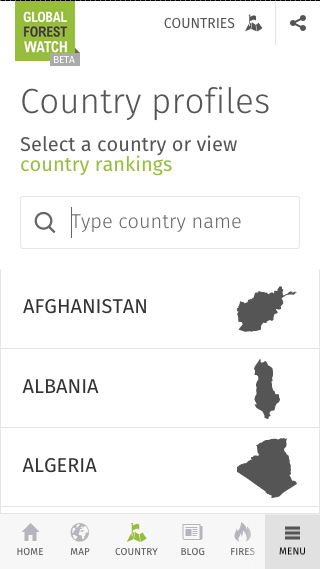 GLOBAL
FOREST
WATCH
BETA
COUNTRIES
Country profiles
Select a country or view
country rankings
Type country name
AFGHANISTAN
ALBANIA
ALGERIA
HOME
MAP
COUNTRY
BLOG
FIRES
MENU